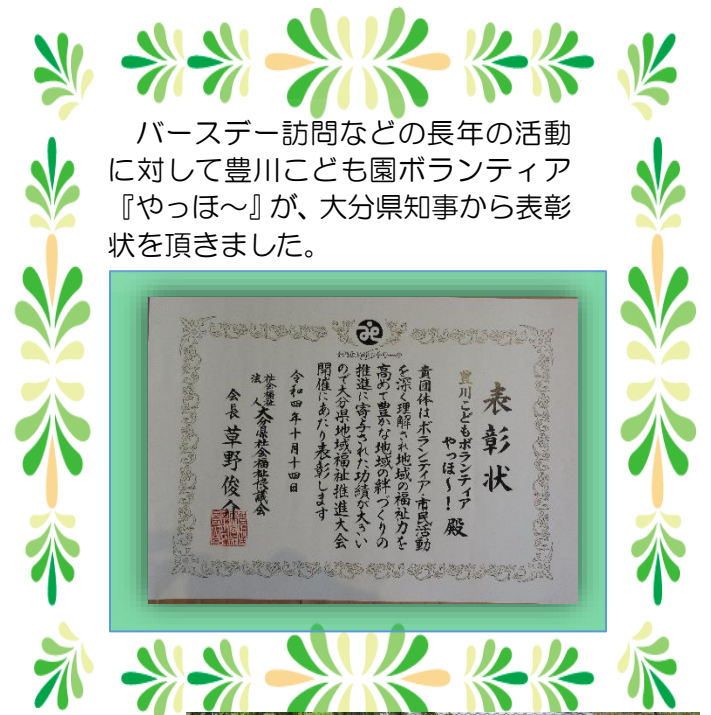 バースデー訪問などの長年の活動
に対して豊川こども園ボランティア
『やっほ～』が、大分県知事から表彰
状を頂きました。
表彰状
豊川こどもボランティア
やっほ～！殿
貴団体はボランティア・市民活動
を深く理解され地域の福祉力を
高めて豊かな地域の絆づくりの
推進に寄与された功績が大きい
ので大分県地域福祉推進大会
開催にあたり表彰します
令和四年十月十四日
社会福祉
法人
大分県社会福祉協議会
会長 草野俊介